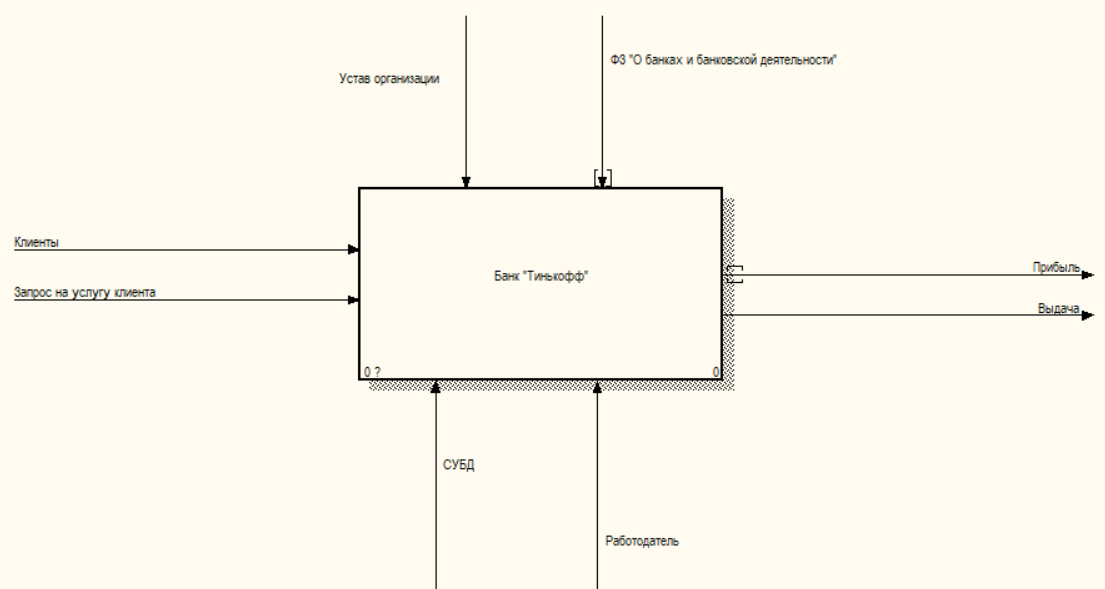 Устав организации
ФЗ "О банках и банковской деятельности"
Клиенты
Запрос на услугу клиента
Банк "Тинькофф"
Прибыль
Выдача
0 ?
0
СУБД
Работодатель